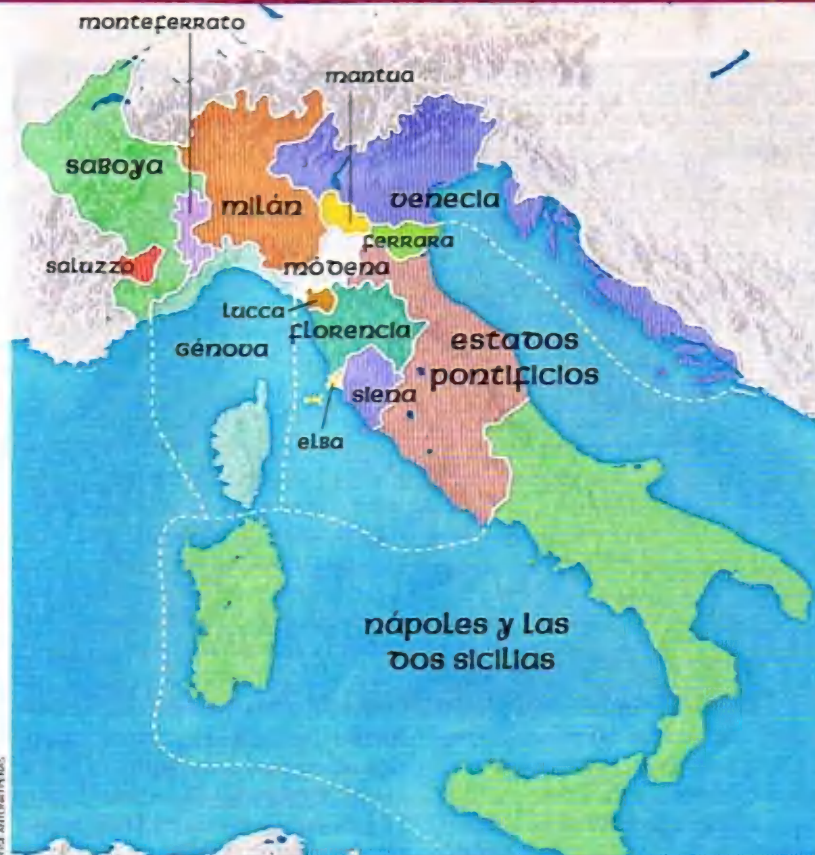 monteferrato
mantua
saboya
milán
venecia
ferrara
saluzzo
módena
lucca
florencia
génova
estados
pontificios
siena
elba
nápoles y las
dos sicilias